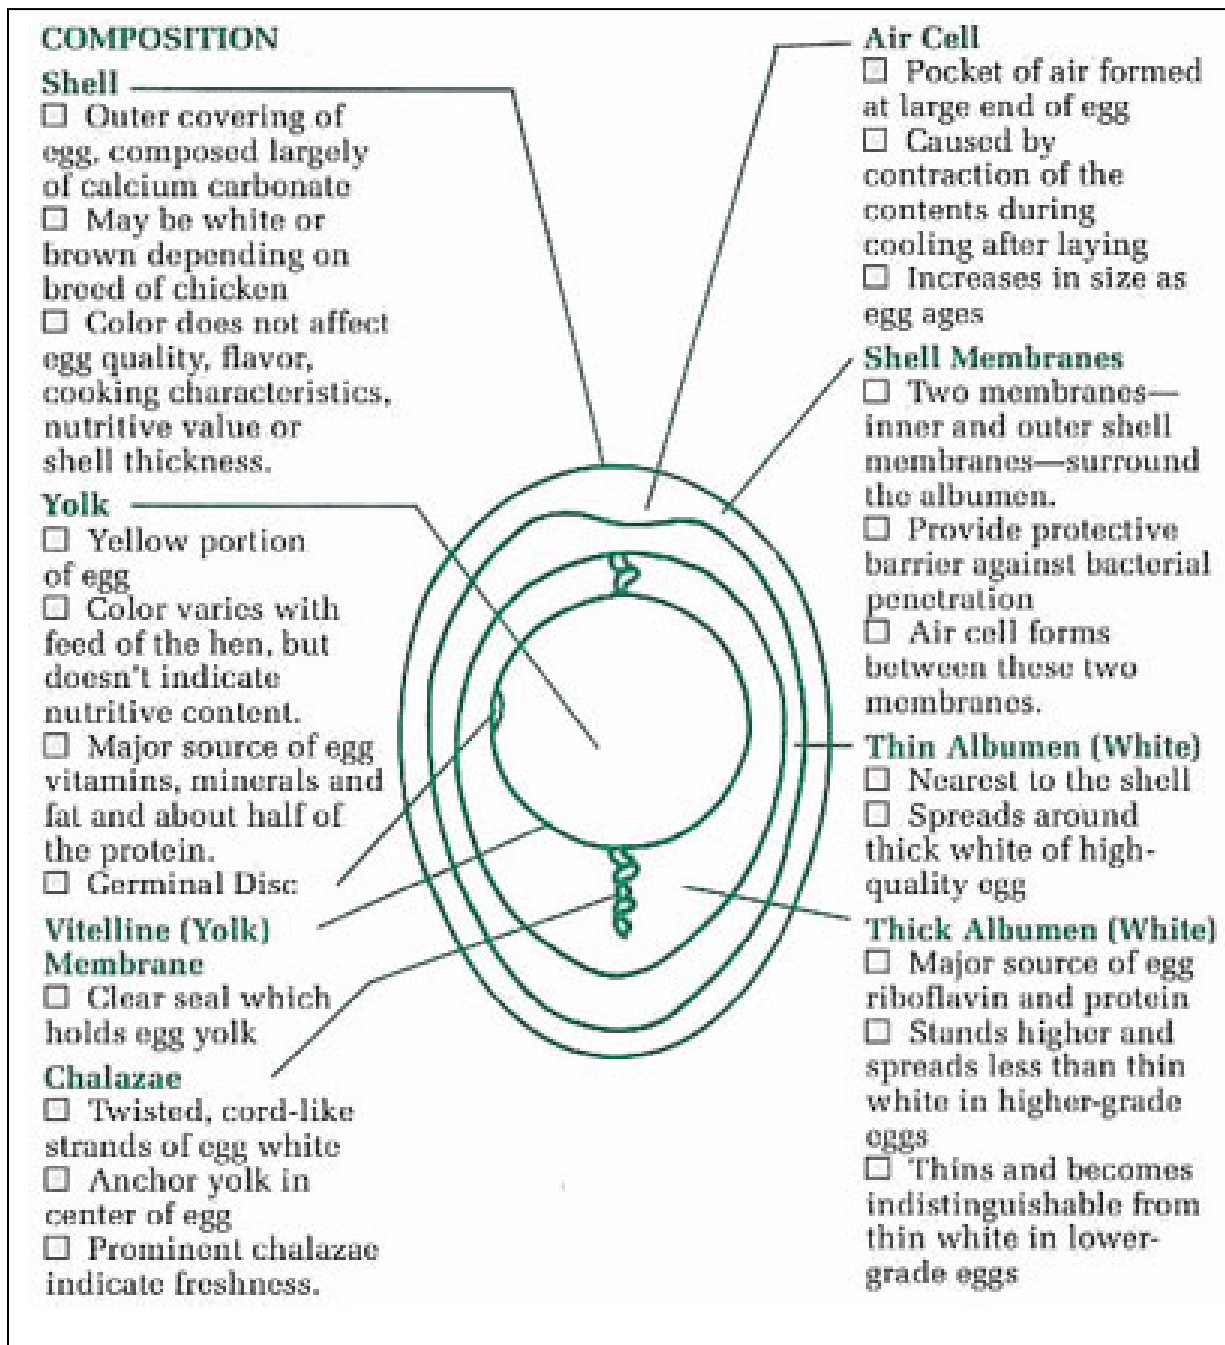 COMPOSITION
Shell
☐ Outer covering of
egg, composed largely
of calcium carbonate
☐ May be white or
brown depending on
breed of chicken
☐ Color does not affect
egg quality, flavor,
cooking characteristics,
nutritive value or
shell thickness.
Yolk
☐ Yellow portion
of egg
☐ Color varies with
feed of the hen, but
doesn't indicate
nutritive content.
☐ Major source of egg
vitamins, minerals and
fat and about half of
the protein.
☐ Germinal Disc
Vitelline (Yolk)
Membrane
☐ Clear seal which
holds egg yolk
Chalazae
☐ Twisted, cord-like
strands of egg white
☐ Anchor yolk in
center of egg
☐ Prominent chalazae
indicate freshness.
Air Cell
☐ Pocket of air formed
at large end of egg
☐ Caused by
contraction of the
contents during
cooling after laying
☐ Increases in size as
egg ages
Shell Membranes
☐ Two membranes—
inner and outer shell
membranes—surround
the albumen.
☐ Provide protective
barrier against bacterial
penetration
☐ Air cell forms
between these two
membranes.
Thin Albumen (White)
☐ Nearest to the shell
☐ Spreads around
thick white of high-
quality egg
Thick Albumen (White)
☐ Major source of egg
riboflavin and protein
☐ Stands higher and
spreads less than thin
white in higher-grade
eggs
☐ Thins and becomes
indistinguishable from
thin white in lower-
grade eggs